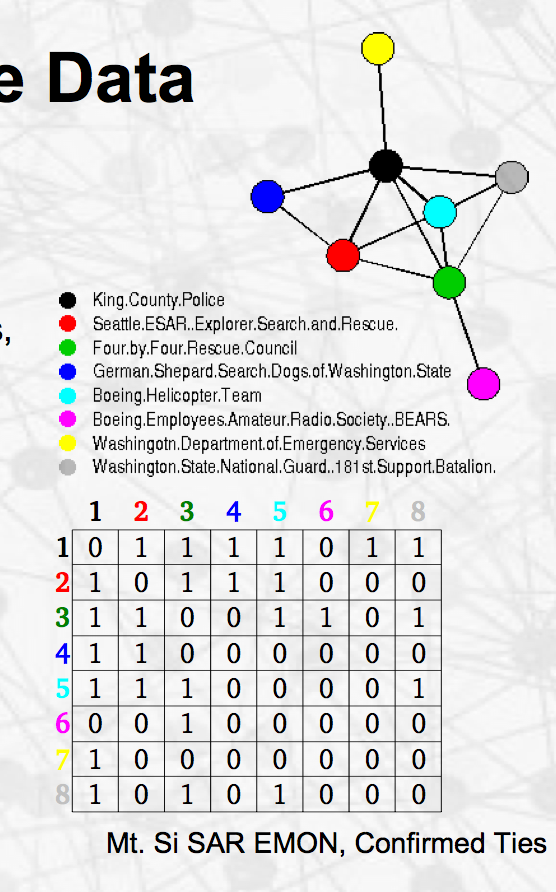 e Data
s,
King.County.Police
Seattle.ESAR..Explorer.Search.and.Rescue.
Four.by.Four.Rescue.Council
German.Shepard.Search.Dogs.of.Washington.State
Boeing.Helicopter.Team
Boeing.Employees.Amateur.Radio.Society..BEARS.
Washingotn.Department.of.Emergency.Services
Washington.State.National.Guard..181st.Support.Batalion.
1 2 3 4 5 6 7 8
1 0 1 1 1 1 0 1 1
2 1 0 1 1 1 0 0 0
3 1 1 0 0 1 1 0 1
4 1 1 0 0 0 0 0 0
5 1 1 1 0 0 0 0 1
6 0 0 1 0 0 0 0 0
7 1 0 0 0 0 0 0 0
8 1 0 1 0 1 0 0 0
Mt. Si SAR EMON, Confirmed Ties